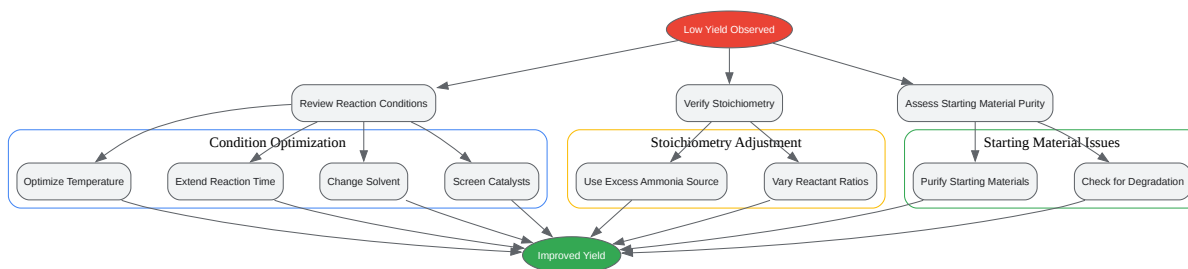 Low Yield Observed
Review Reaction Conditions
Verify Stoichiometry
Assess Starting Material Purity
Condition Optimization
Stoichiometry Adjustment
Starting Material Issues
Optimize Temperature
Extend Reaction Time
Change Solvent
Screen Catalysts
Use Excess Ammonia Source
Vary Reactant Ratios
Purify Starting Materials
Check for Degradation
Improved Yield